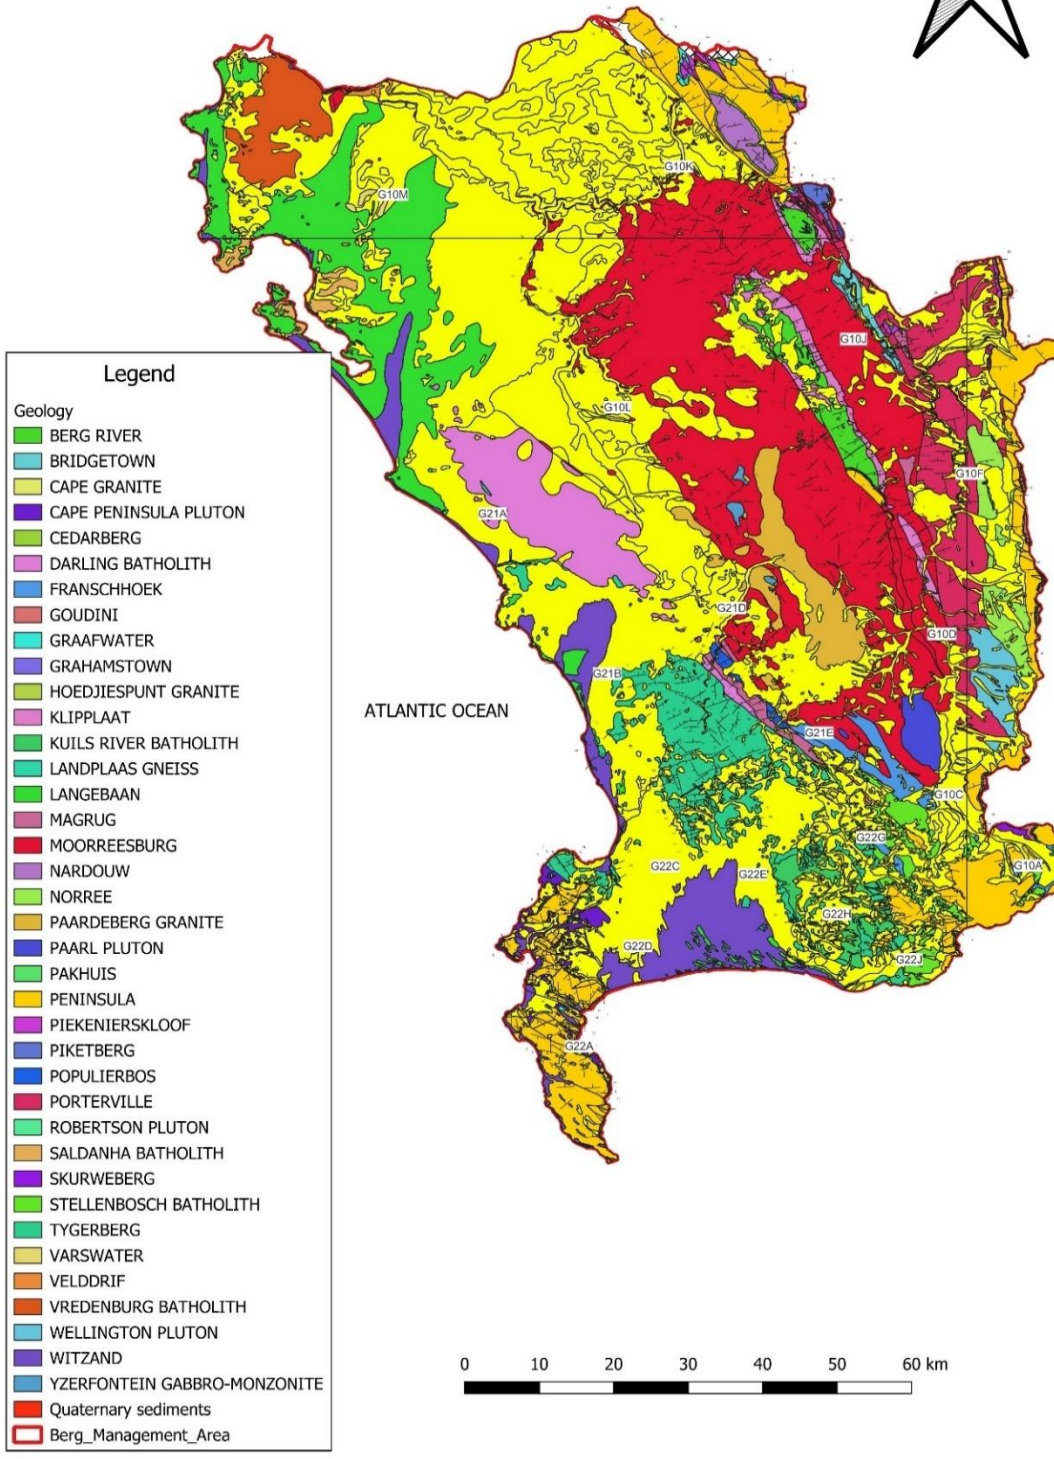 G10K
G10M
G10J
Legend
Geology
BERG RIVER
BRIDGETOWN
CAPE GRANITE
CAPE PENINSULA PLUTON
CEDARBERG
DARLING BATHOLITH
FRANSCHHOEK
GOUDINI
GRAAFWATER
GRAHAMSTOWN
HOEDJIESPUNT GRANITE
KLIPPLAAT
KUILS RIVER BATHOLITH
LANDPLAAS GNEISS
LANGEBAAN
MAGRUG
MOORREESBURG
NARDOUW
NORREE
PAARDEBERG GRANITE
PAARL PLUTON
PAKHUIS
PENINSULA
PIEKENIERSKLOOF
PIKETBERG
POPULIERBOS
PORTERVILLE
ROBERTSON PLUTON
SALDANHA BATHOLITH
SKURWEBERG
STELLENBOSCH BATHOLITH
TYGERBERG
VARSWATER
VELDDRIF
VREDENBURG BATHOLITH
WELLINGTON PLUTON
WITZAND
YZERFONTEIN GABBRO-MONZONITE
Quaternary sediments
Berg_Management_Area
G10L
G10F
G21A
G21D
G10D
G21B
ATLANTIC OCEAN
G21E
G10C
G22G
G22C
G22E
G10A
G22H
G22D
G22J
G22A
0 10 20 30 40 50 60 km